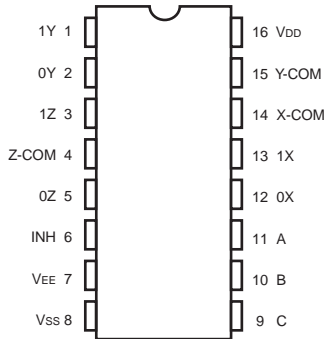 1Y 1
0Y 2
1Z 3
Z-COM 4
0Z 5
INH 6
VEE 7
VSS 8
16 VDD
15 Y-COM
14 X-COM
13 1X
12 0X
11 A
10 B
9 C